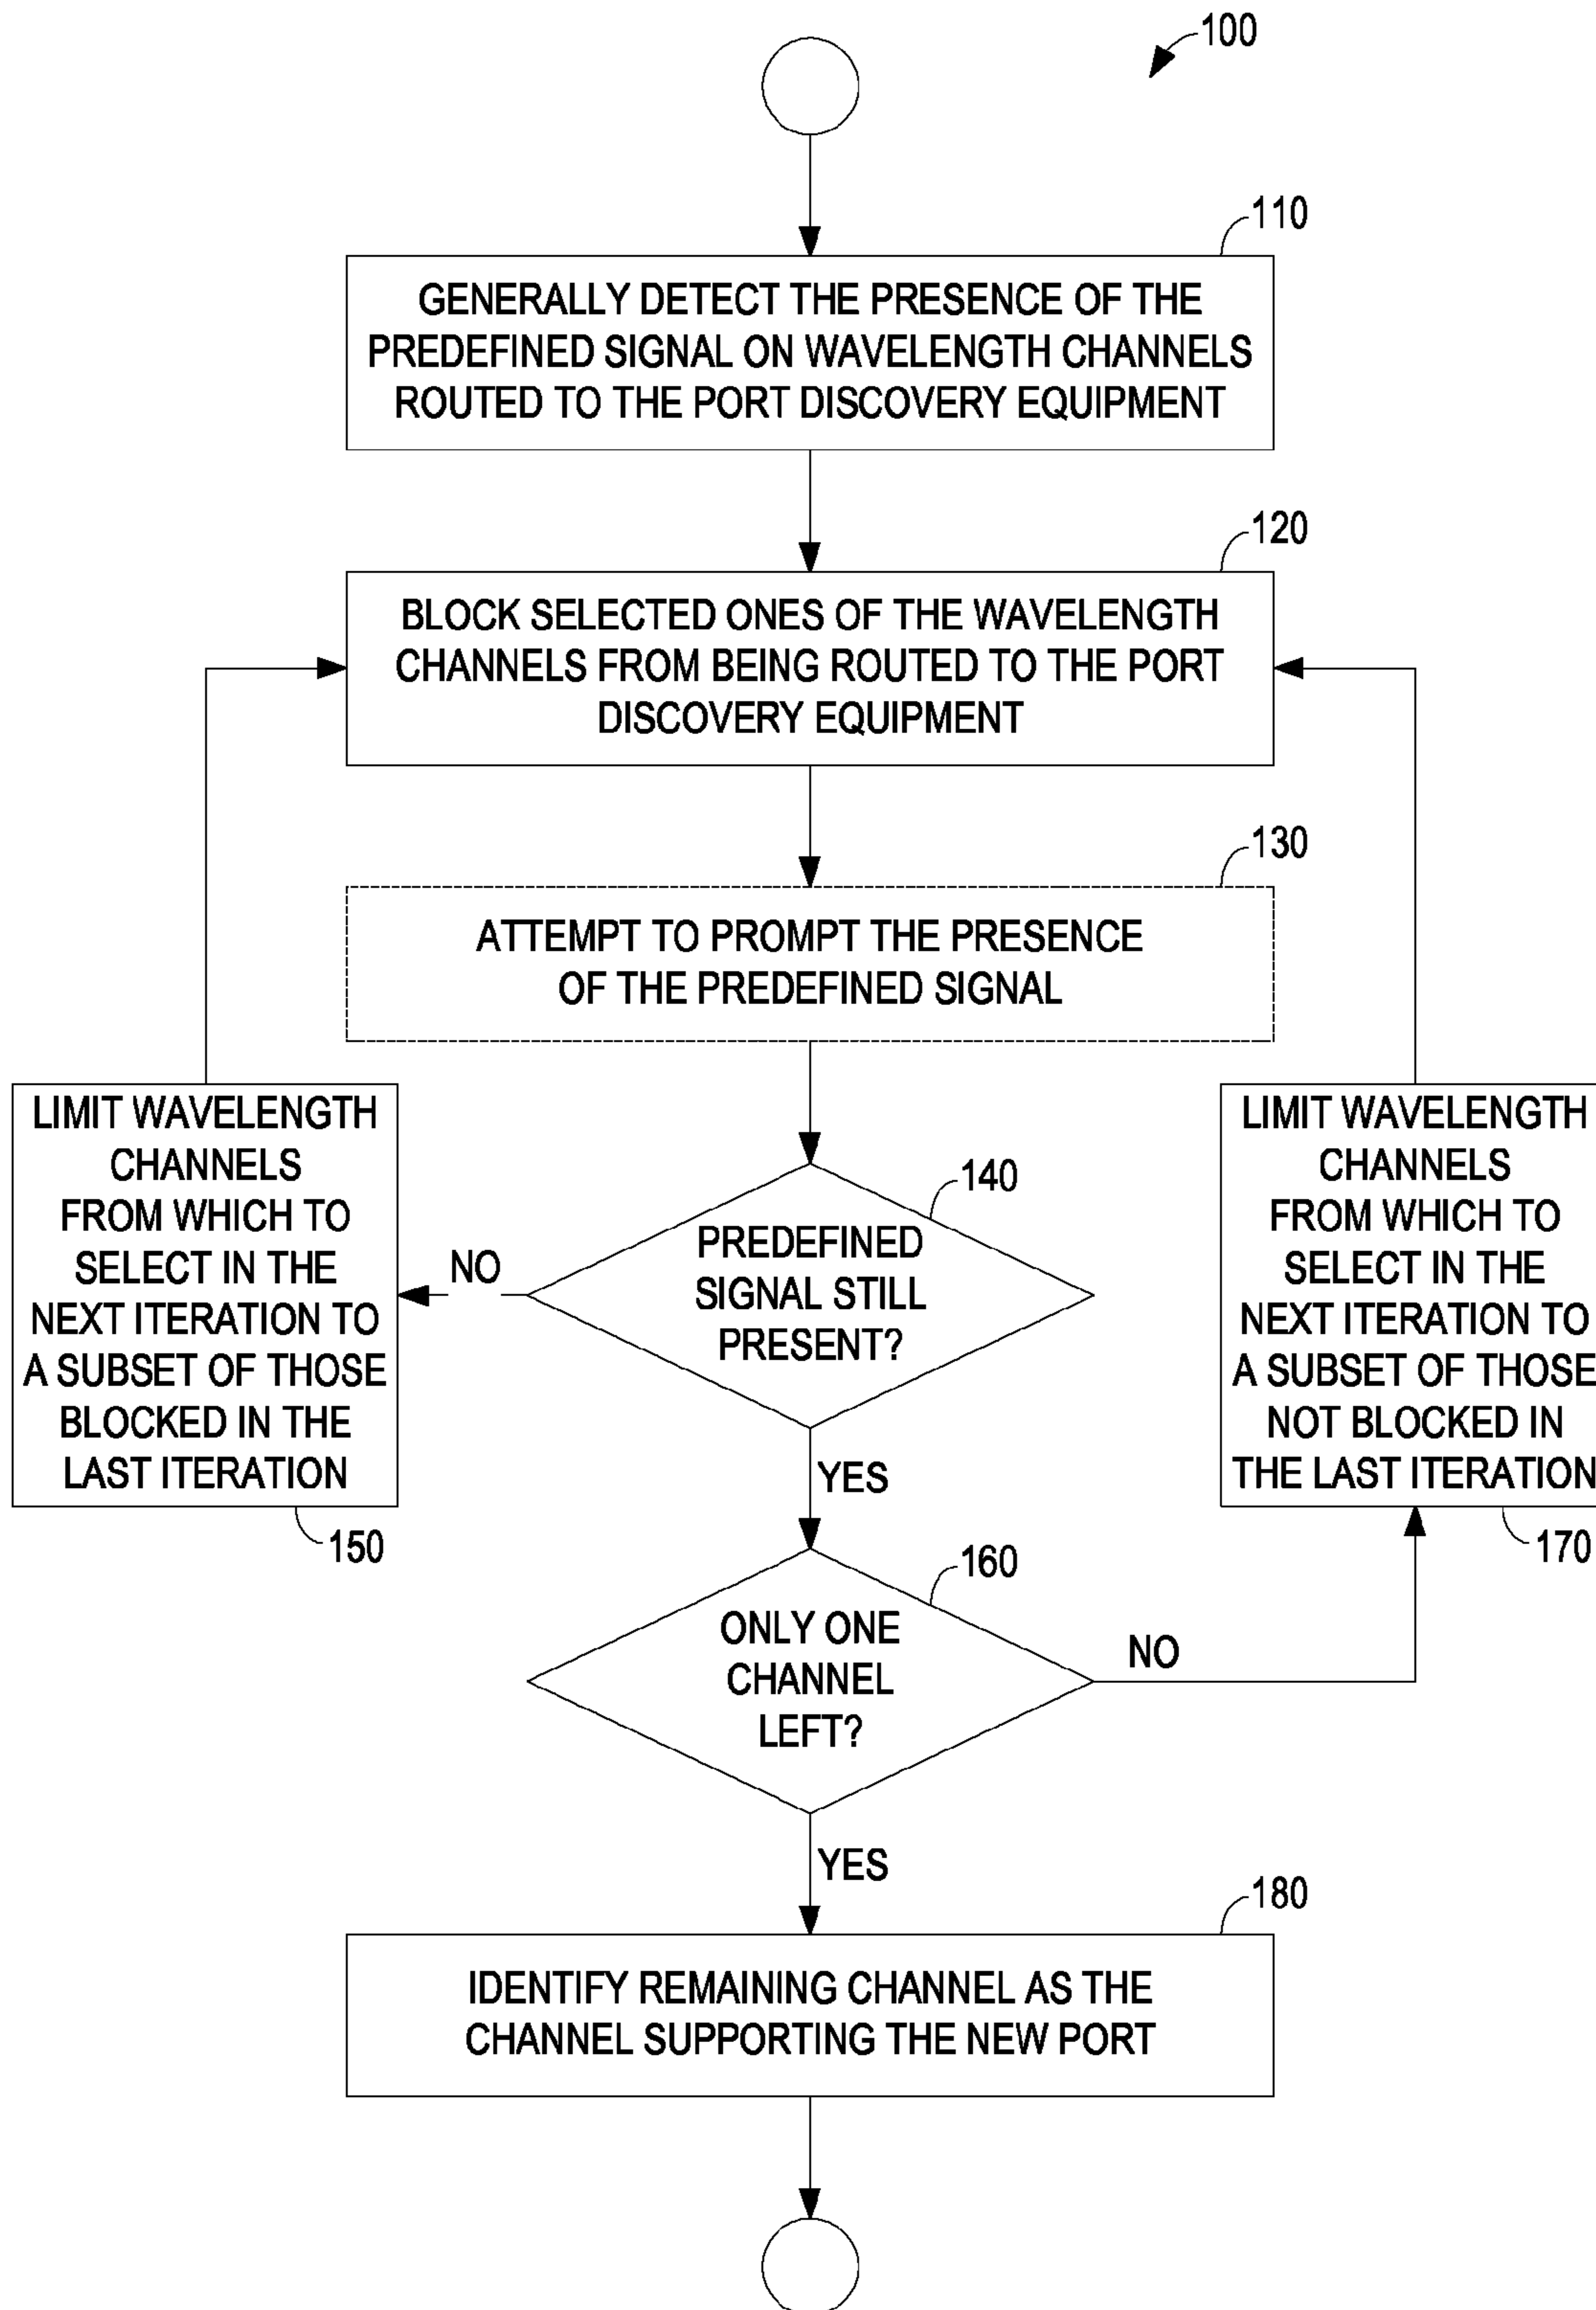 100
110
GENERALLY DETECT THE PRESENCE OF THE
PREDEFINED SIGNAL ON WAVELENGTH CHANNELS
ROUTED TO THE PORT DISCOVERY EQUIPMENT
120
BLOCK SELECTED ONES OF THE WAVELENGTH
CHANNELS FROM BEING ROUTED TO THE PORT
DISCOVERY EQUIPMENT
130
ATTEMPT TO PROMPT THE PRESENCE
OF THE PREDEFINED SIGNAL
140
PREDEFINED
SIGNAL STILL
PRESENT?
NO
LIMIT WAVELENGTH
CHANNELS
FROM WHICH TO
SELECT IN THE
NEXT ITERATION TO
A SUBSET OF THOSE
BLOCKED IN THE
LAST ITERATION
150
YES
160
ONLY ONE
CHANNEL
LEFT?
NO
LIMIT WAVELENGTH
CHANNELS
FROM WHICH TO
SELECT IN THE
NEXT ITERATION TO
A SUBSET OF THOSE
NOT BLOCKED IN
THE LAST ITERATION
170
YES
180
IDENTIFY REMAINING CHANNEL AS THE
CHANNEL SUPPORTING THE NEW PORT